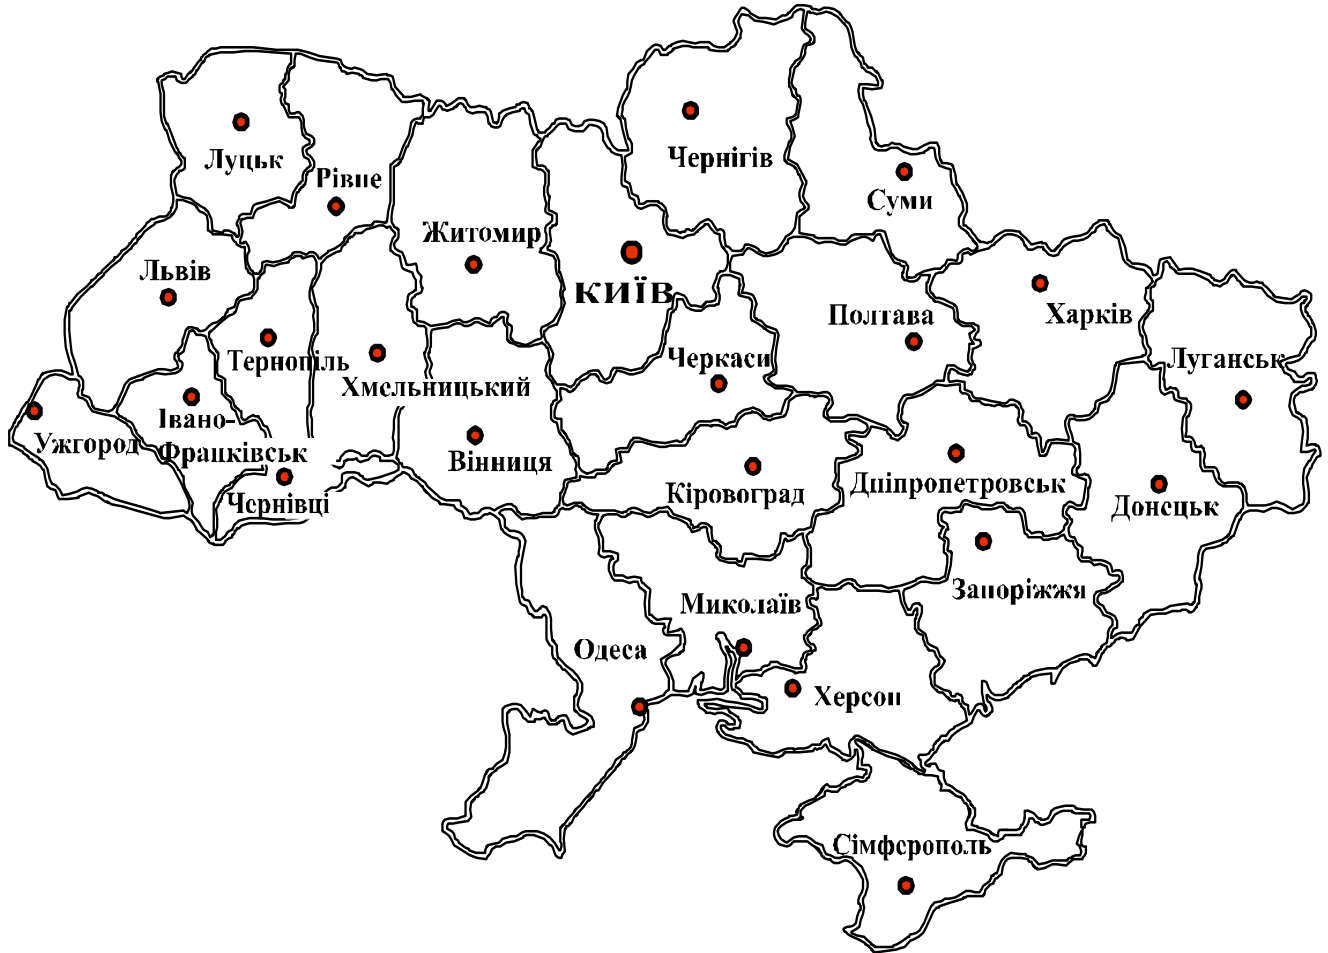 Чернігів
Луцьк
Рівне
Суми
Житомир
Львів
КИЇВ
Полтава
Харків
Черкаси
Тернопіль
Луганськ
Хмельницький
Івано-
Франківськ
Ужгород
Вінниця
Кіровоград
Дніпропетровськ
Чернівці
Донецьк
Запоріжжя
Миколаїв
Одеса
Херсон
Сімферополь